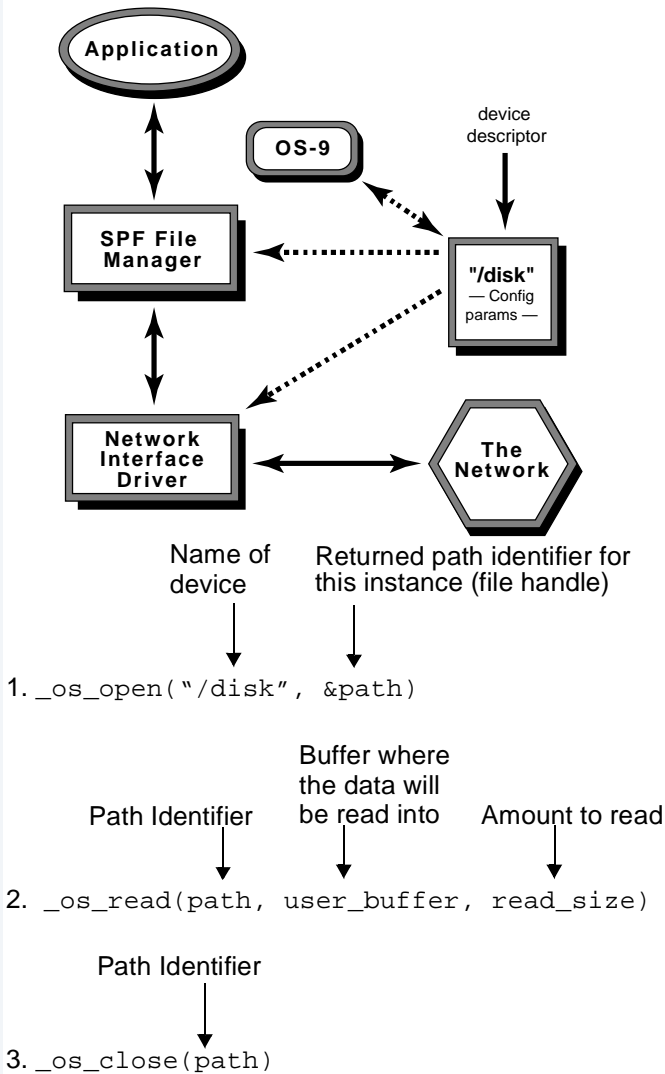 Application
device
descriptor
OS-9
SPF File
Manager
"/disk"
— Config
params —
Network
Interface
Driver
The
Network
Name of
device
Returned path identifier for
this instance (file handle)
1. _os_open(“/disk”, &path)
Buffer where
the data will
be read into
Path Identifier
Amount to read
2. _os_read(path, user_buffer, read_size)
Path Identifier
3. _os_close(path)